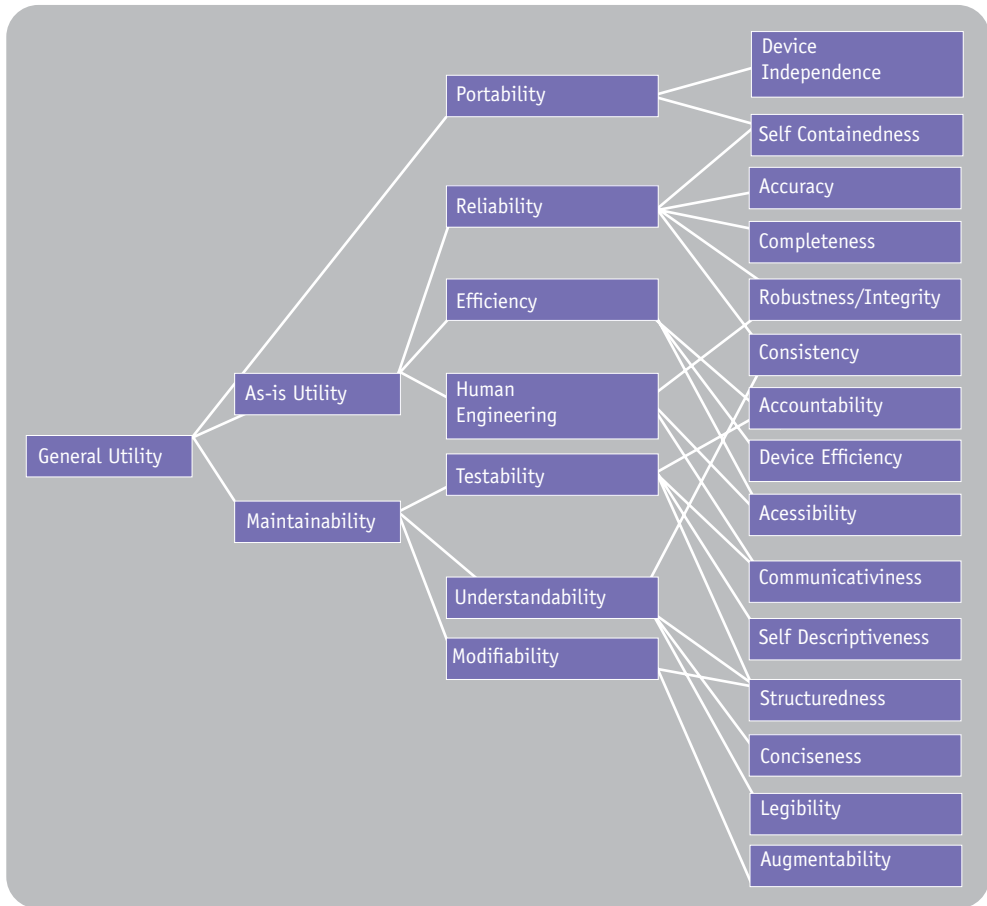 General Utility
As-is Utility
Maintainability
Portability
Reliability
Efficiency
Human
Engineering
Testability
Understandability
Modifiability
Device
Independence
Self Containedness
Accuracy
Completeness
Robustness/Integrity
Consistency
Accountability
Device Efficiency
Acessibility
Communicativiness
Self Descriptiveness
Structuredness
Conciseness
Legibility
Augmentability